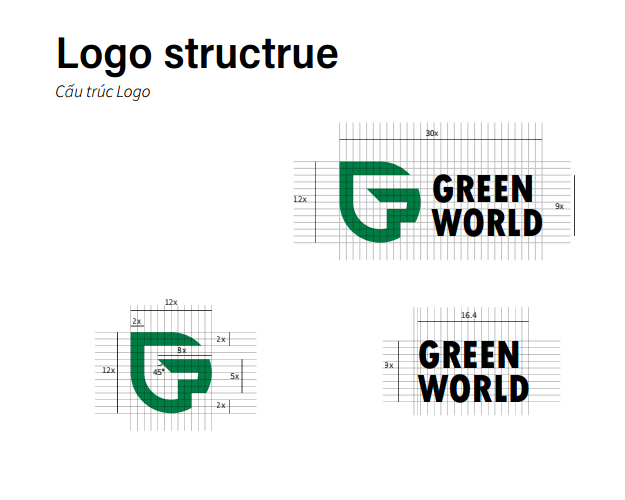 Logo structrue
Cấu trúc Logo
30x
12x
GREEN
WORLD
9x
12x
2x
2x
8x
12x
45°
5x
2x
16.4
9x
GREEN
WORLD